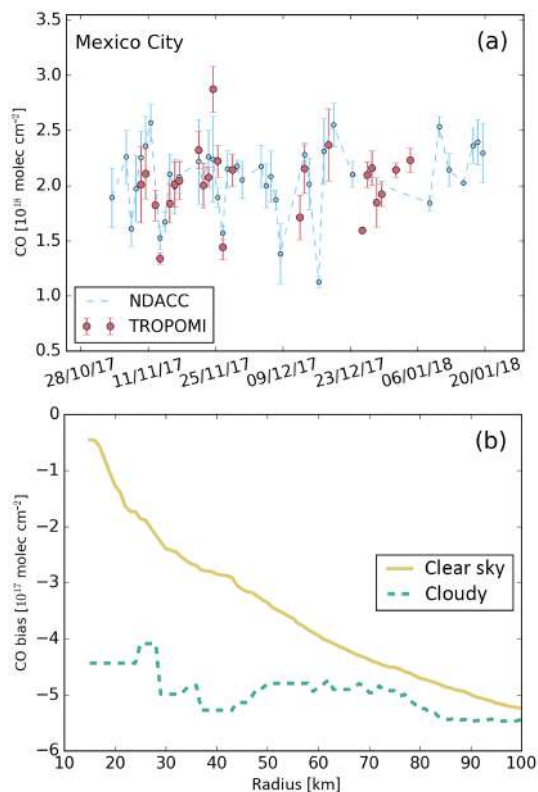 Mexico City
(a)
3.5
3.0
2.5
2.0
1.5
1.0
0.5
CO [10¹⁸ molec cm⁻²]
NDACC
TROPOMI
28/10/17
11/11/17
25/11/17
09/12/17
23/12/17
06/01/18
20/01/18
(b)
0
−1
−2
−3
−4
−5
−6
CO bias [10¹⁷ molec cm⁻²]
Clear sky
Cloudy
10 20 30 40 50 60 70 80 90 100
Radius [km]